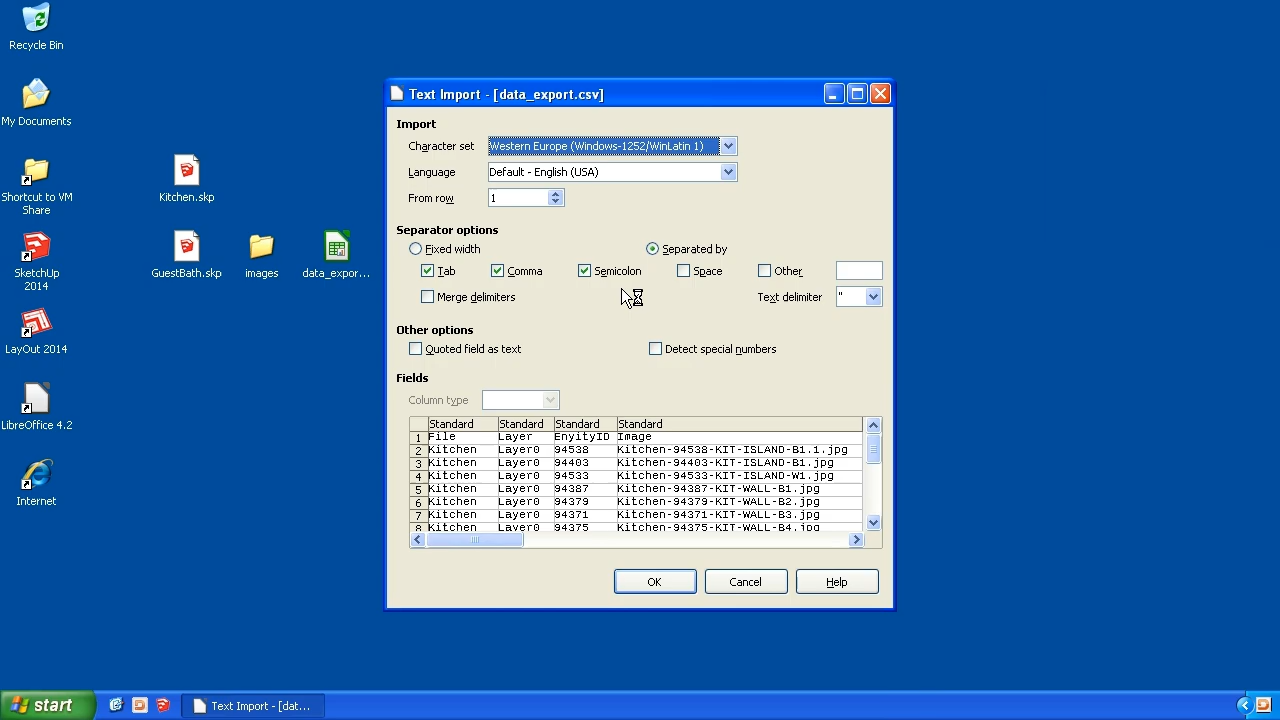 Recycle Bin
My Documents
Shortcut to VM
Share
SketchUp
2014
LayOut 2014
LibreOffice 4.2
Internet
Kitchen.skp
GuestBath.skp
images
data_expor...
Text Import - [data_export.csv]
Import
Character set
Western Europe (Windows-1252/WinLatin 1)
Language
Default - English (USA)
From row
1
Separator options
Fixed width
Separated by
Tab
Comma
Semicolon
Space
Other
Merge delimiters
Text delimiter
"
Other options
Quoted field as text
Detect special numbers
Fields
Column type
Standard Standard Standard Standard
1 File Layer EnyityID Image
2 Kitchen Layer0 94538 Kitchen-94538-KIT-ISLAND-B1.1.jpg
3 Kitchen Layer0 94403 Kitchen-94403-KIT-ISLAND-B1.jpg
4 Kitchen Layer0 94533 Kitchen-94533-KIT-ISLAND-W1.jpg
5 Kitchen Layer0 94387 Kitchen-94387-KIT-WALL-B1.jpg
6 Kitchen Layer0 94379 Kitchen-94379-KIT-WALL-B2.jpg
7 Kitchen Layer0 94371 Kitchen-94371-KIT-WALL-B3.jpg
8 Kitchen Layer0 94375 Kitchen-94375-KIT-WALL-B4.jpg
OK
Cancel
Help
start
Text Import - [dat...